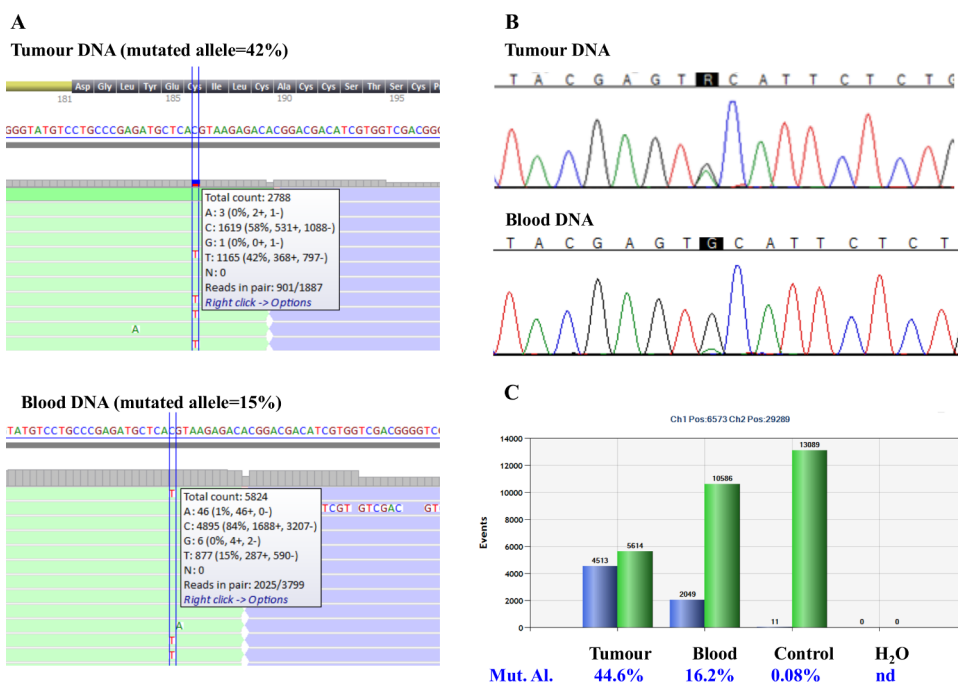 A
Tumour DNA (mutated allele=42%)
Asp Gly Leu Tyr Glu Cys Ile Leu Cys Ala Cys Cys Ser Thr Ser Cys
181 185 190 195
GGGTATGTCCTGCCCGAGATGCTCACGTAAGAGACACGGACGACATCGTGGTCGACGGG
Total count: 2788
A: 3 (0%, 2+, 1-)
C: 1619 (58%, 531+, 1088-)
G: 1 (0%, 0+, 1-)
T: 1165 (42%, 368+, 797-)
N: 0
Reads in pair: 901/1887
Right click -> Options
T
T
T
A
T
Blood DNA (mutated allele=15%)
TATGTCCTGCCCGAGATGCTCACGTAAGAGACACGGACGACATCGTGGTCGACGGGGTC
T
Total count: 5824
A: 46 (1%, 46+, 0-)
C: 4895 (84%, 1688+, 3207-)
G: 6 (0%, 4+, 2-)
T: 877 (15%, 287+, 590-)
N: 0
Reads in pair: 2025/3799
Right click -> Options
TCGT GTCGAC GT
A
T
T
B
Tumour DNA
T A C G A G T R C A T T C T C T G
Blood DNA
T A C G A G T G C A T T C T C T
C
Ch1 Pos:6573 Ch2 Pos:29289
Events
14000
12000
10000
8000
6000
4000
2000
0
4513 5614 2049 10586 11 13089 0 0
Tumour Blood Control H₂O
Mut. Al. 44.6% 16.2% 0.08% nd